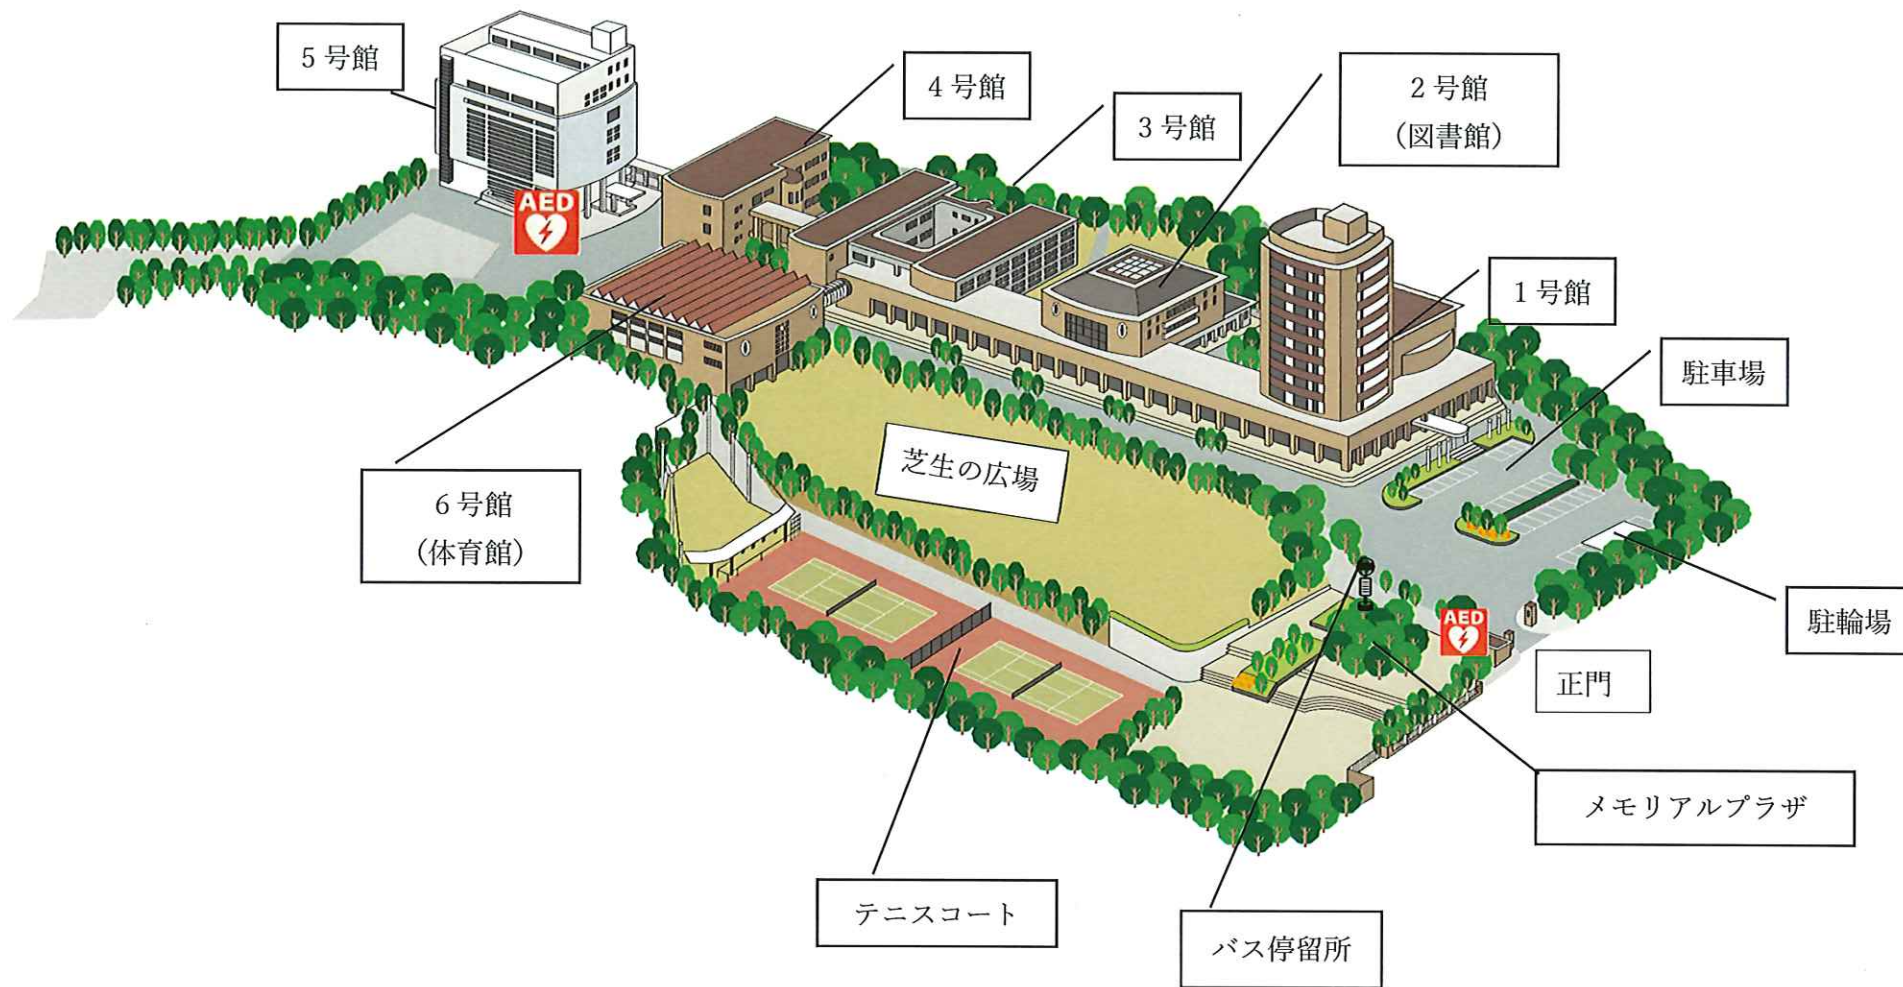 5 号館
4 号館
3 号館
2 号館
（図書館）
1 号館
駐車場
AED
芝生の広場
6 号館
（体育館）
駐輪場
AED
正門
メモリアルプラザ
テニスコート
バス停留所